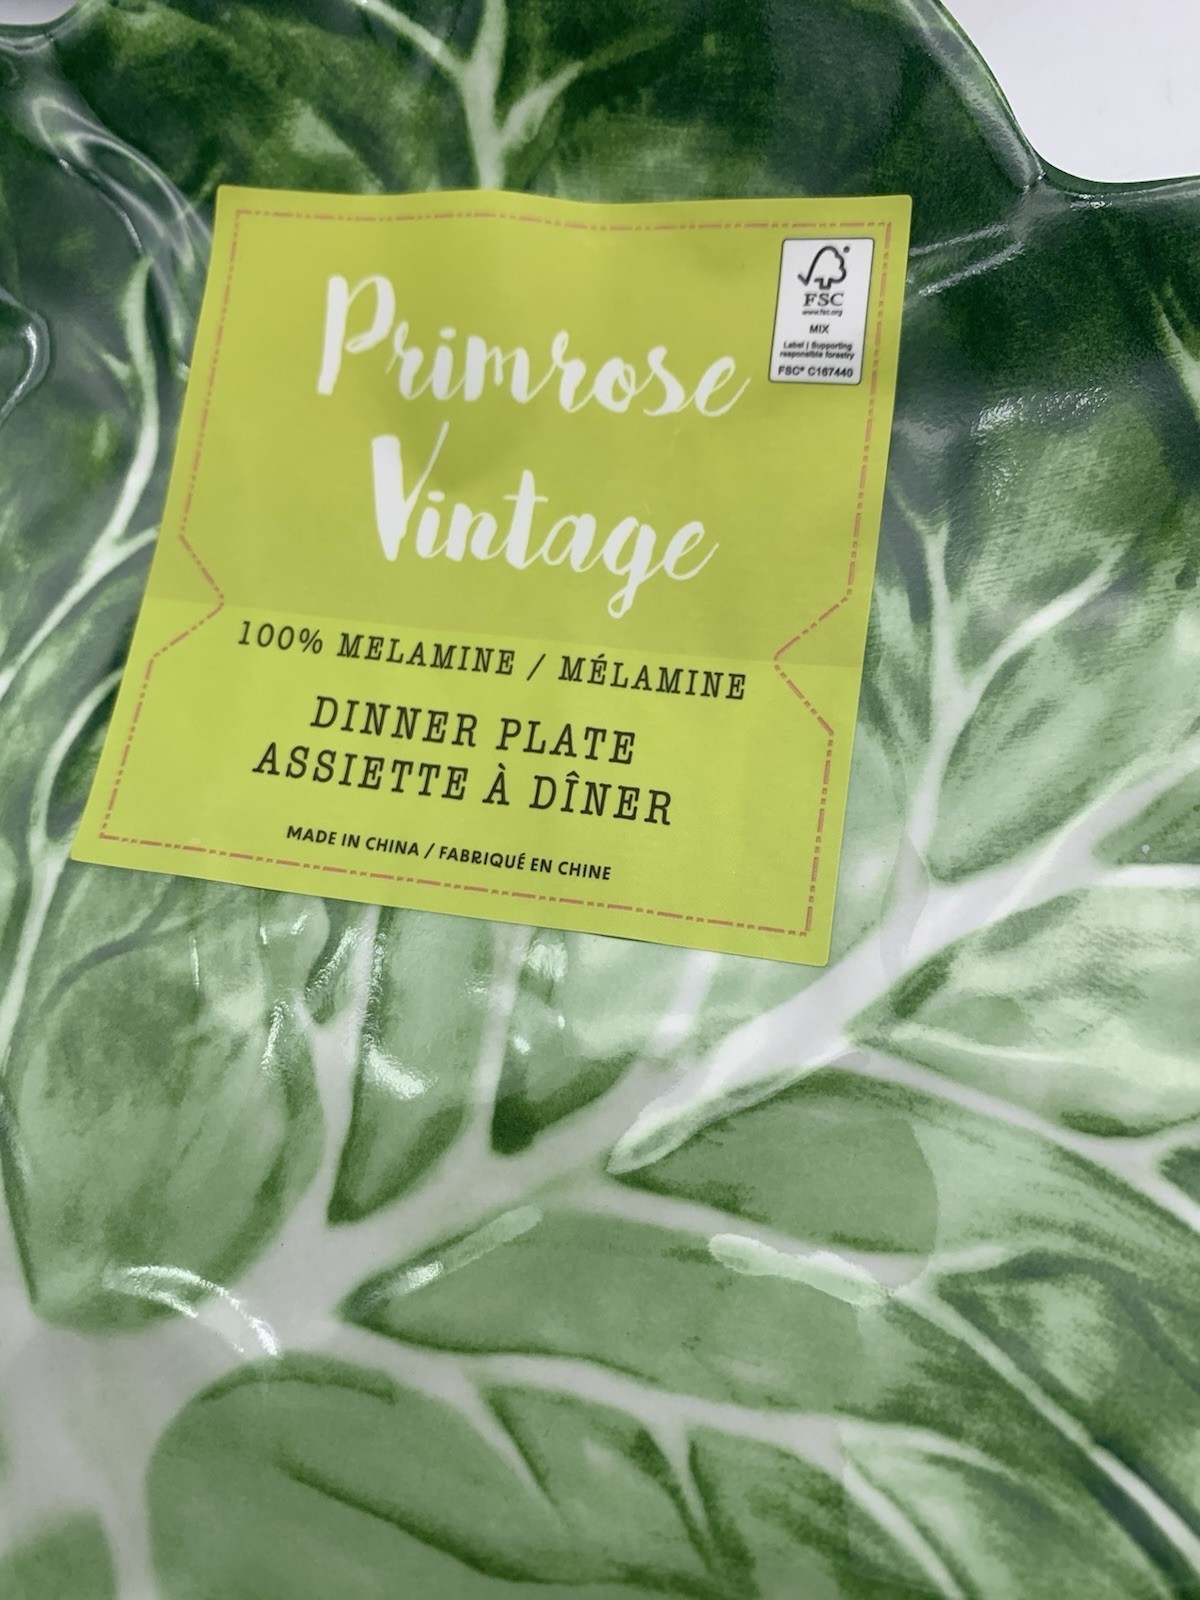 Primrose
Vintage
FSC
www.fsc.org
MIX
Label | Supporting
responsible forestry
FSC® C167440
100% MELAMINE / MÉLAMINE
DINNER PLATE
ASSIETTE À DÎNER
MADE IN CHINA / FABRIQUÉ EN CHINE